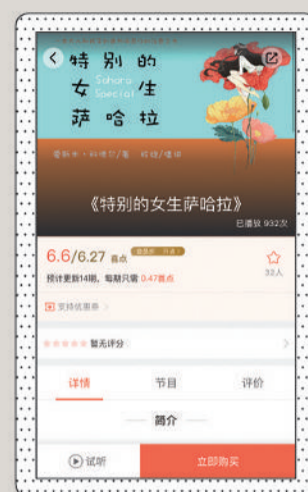 特别的
女生
Sahara
Special
萨哈拉
《特别的女生萨哈拉》
已播放 932次
6.6/6.27 喜点
32人
预计更新14期，每期只需 0.47喜点
支持优惠券
暂无评分
详情 节目 评价
简介
试听 立即购买